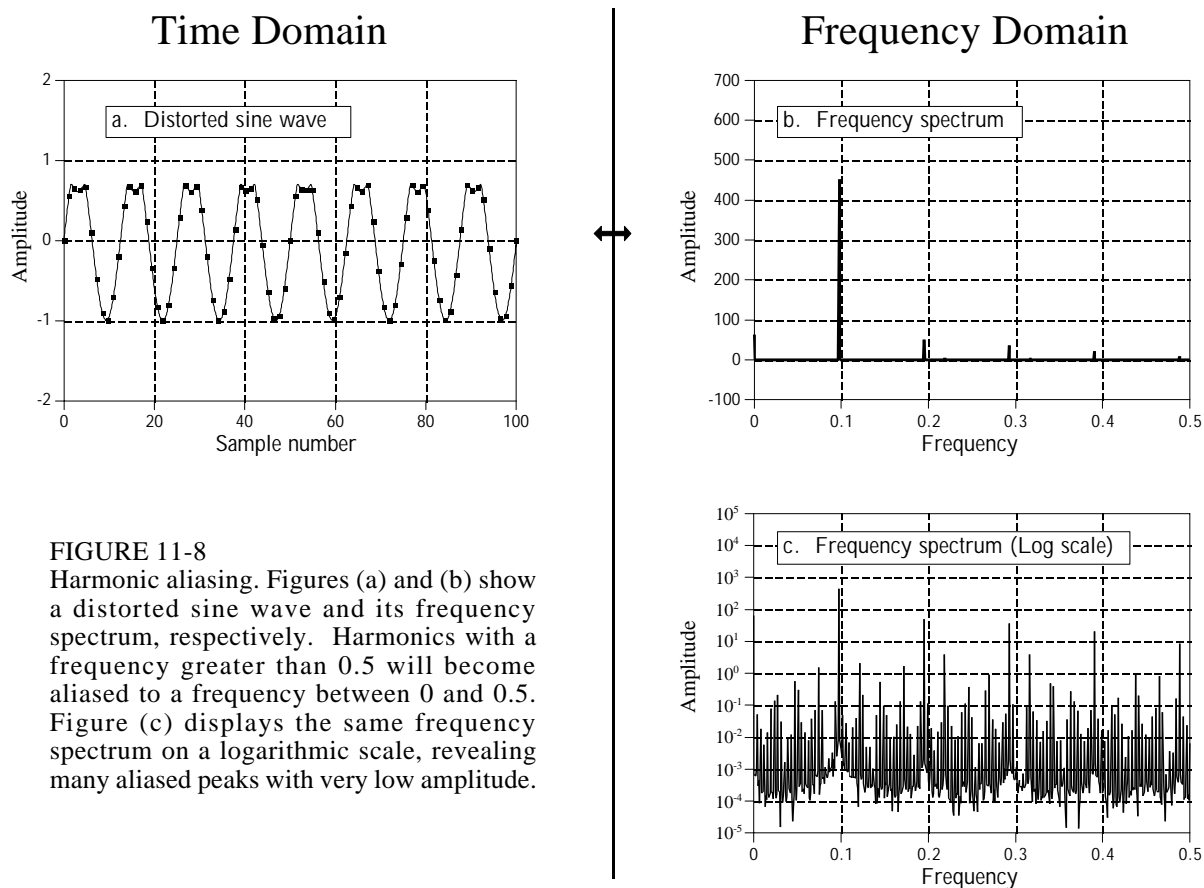 Time Domain
Frequency Domain
a. Distorted sine wave
2
1
0
-1
-2
Amplitude
0 20 40 60 80 100
Sample number
b. Frequency spectrum
700
600
500
400
300
200
100
0
-100
Amplitude
0 0.1 0.2 0.3 0.4 0.5
Frequency
FIGURE 11-8
Harmonic aliasing. Figures (a) and (b) show
a distorted sine wave and its frequency
spectrum, respectively. Harmonics with a
frequency greater than 0.5 will become
aliased to a frequency between 0 and 0.5.
Figure (c) displays the same frequency
spectrum on a logarithmic scale, revealing
many aliased peaks with very low amplitude.
c. Frequency spectrum (Log scale)
10⁵
10⁴
10³
10²
10¹
10⁰
10⁻¹
10⁻²
10⁻³
10⁻⁴
10⁻⁵
Amplitude
0 0.1 0.2 0.3 0.4 0.5
Frequency